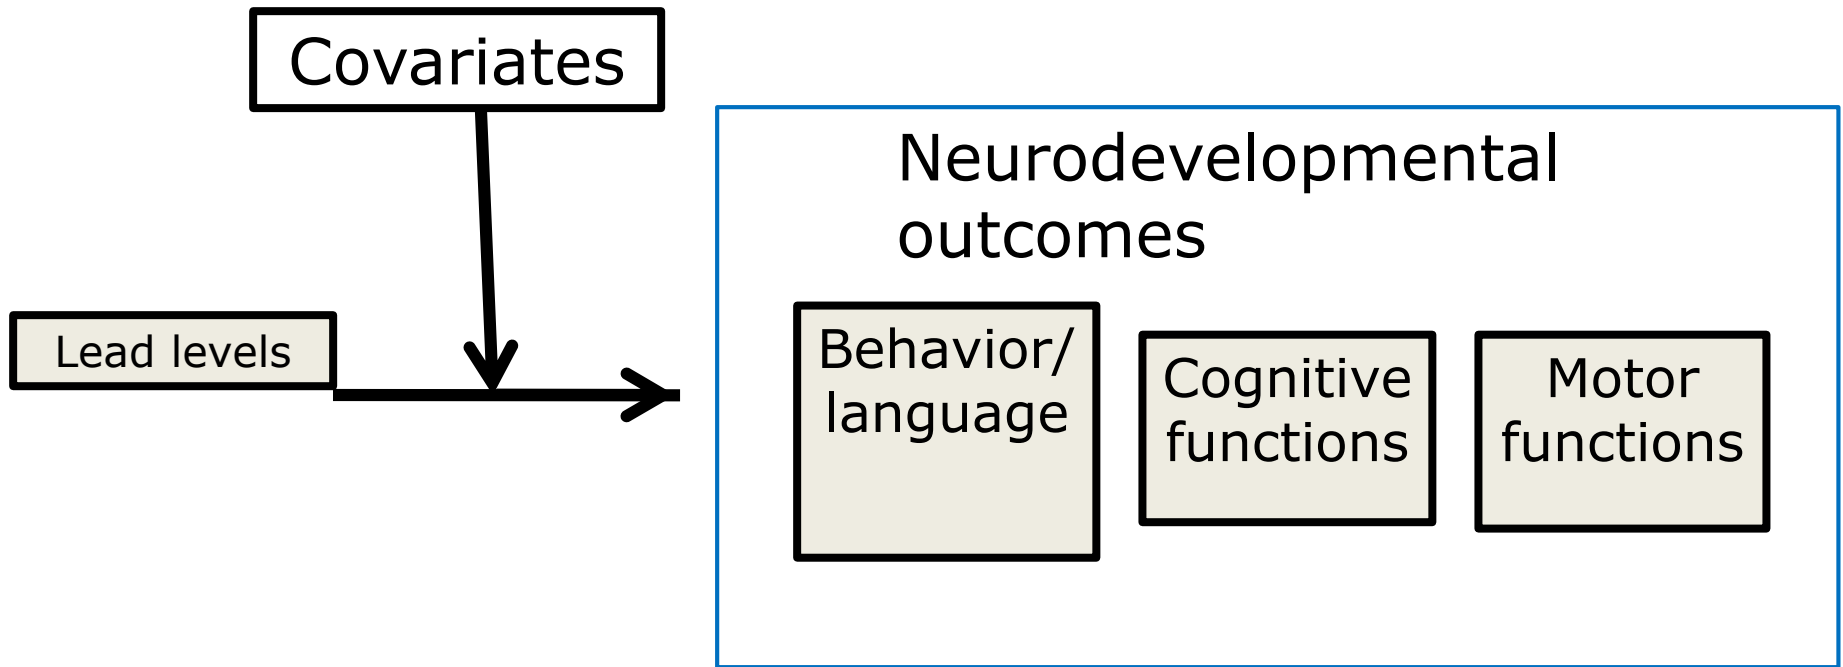 Covariates
Neurodevelopmental
outcomes
Lead levels
Behavior/
language
Cognitive
functions
Motor
functions